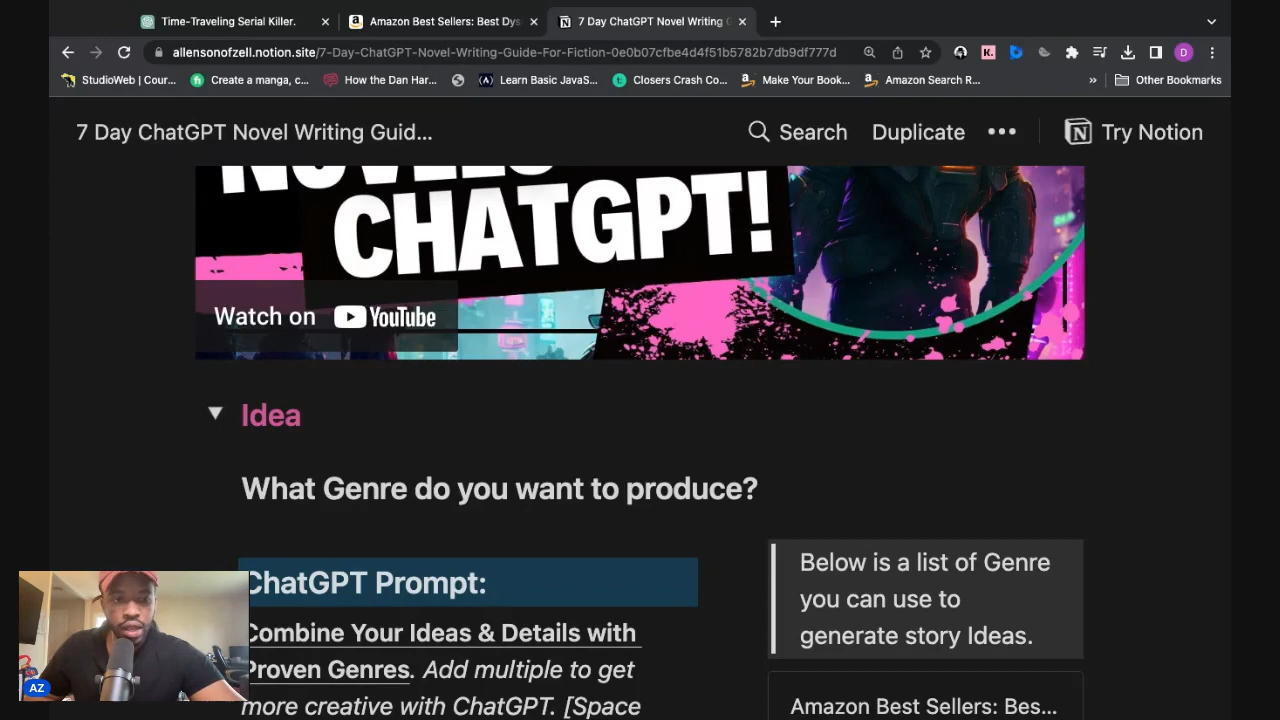 Time-Traveling Serial Killer.
Amazon Best Sellers: Best Dys
7 Day ChatGPT Novel Writing G
allensonofzell.notion.site/7-Day-ChatGPT-Novel-Writing-Guide-For-Fiction-0e0b07cfbe4d4f51b5782b7db9df777d
K.
D
StudioWeb | Cour...
Create a manga, c...
How the Dan Har...
Learn Basic JavaS...
Closers Crash Co...
Make Your Book...
Amazon Search R...
»
Other Bookmarks
7 Day ChatGPT Novel Writing Guid...
Search
Duplicate
•••
Try Notion
NOVELS
CHATGPT!
Watch on YouTube
Idea
What Genre do you want to produce?
ChatGPT Prompt:
Combine Your Ideas & Details with
Proven Genres. Add multiple to get
more creative with ChatGPT. [Space
Below is a list of Genre
you can use to
generate story Ideas.
Amazon Best Sellers: Bes...
AZ